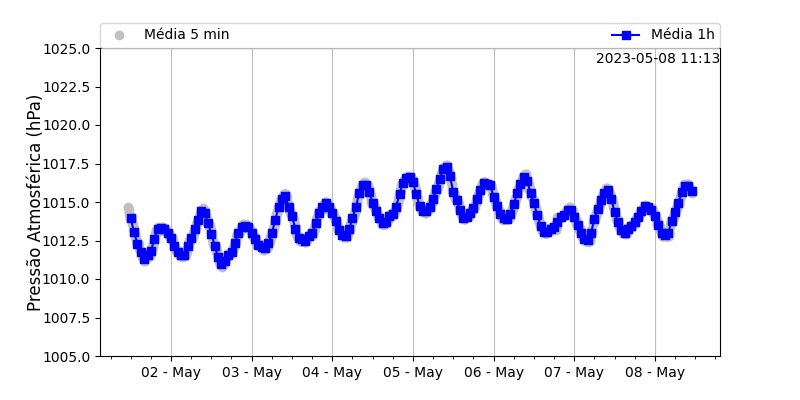 Média 5 min
Média 1h
2023-05-08 11:13
Pressão Atmosférica (hPa)
1025.0
1022.5
1020.0
1017.5
1015.0
1012.5
1010.0
1007.5
1005.0
02 - May
03 - May
04 - May
05 - May
06 - May
07 - May
08 - May